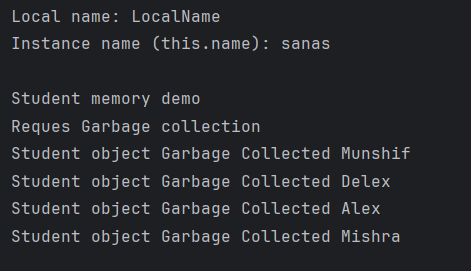 Local name: LocalName
Instance name (this.name): sanas
Student memory demo
Reques Garbage collection
Student object Garbage Collected Munshif
Student object Garbage Collected Delex
Student object Garbage Collected Alex
Student object Garbage Collected Mishra